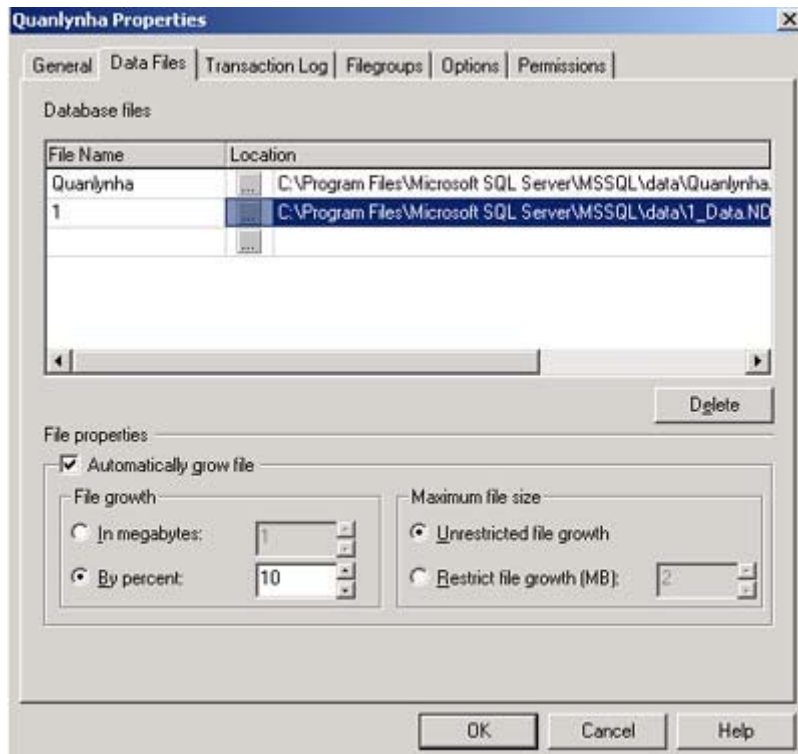 Quanlynha Properties
General Data Files Transaction Log Filegroups Options Permissions
Database files
File Name Location
Quanlynha ... C:\Program Files\Microsoft SQL Server\MSSQL\data\Quanlynha.
1 ... C:\Program Files\Microsoft SQL Server\MSSQL\data\1_Data.ND
...
Delete
File properties
Automatically grow file
File growth Maximum file size
In megabytes: 1 Unrestricted file growth
By percent: 10 Restrict file growth (MB): 2
OK Cancel Help